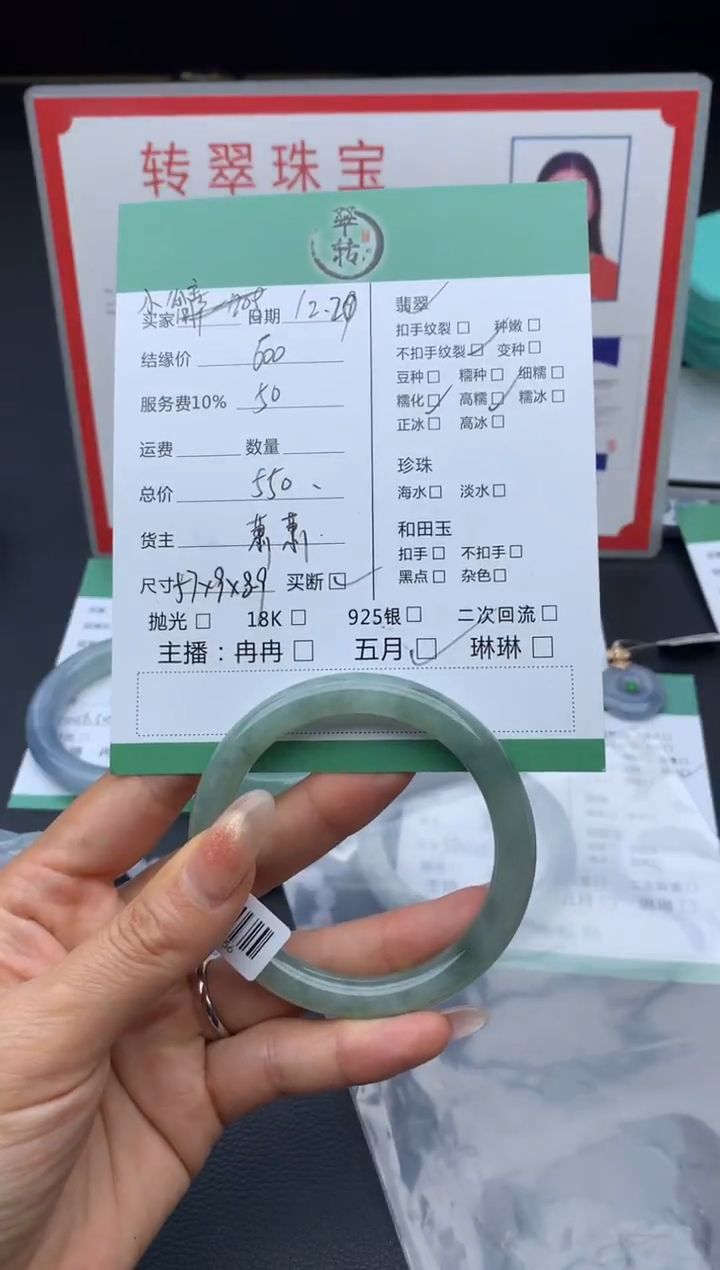 转翠珠宝
翠转
买家 日期 12.29
结缘价 500
服务费10% 50
运费 数量
总价 550
货主 萧萧
尺寸 57x9x8.9 买断☑
翡翠
扣手纹裂☐ 种嫩☐
不扣手纹裂☑ 变种☐
豆种☐ 糯种☐ 细糯☐
糯化☑ 高糯☑ 糯冰☐
正冰☐ 高冰☐
珍珠
海水☐ 淡水☐
和田玉
扣手☐ 不扣手☐
黑点☐ 杂色☐
抛光☐ 18K☐ 925银☐ 二次回流☐
主播：冉冉☐ 五月☑ 琳琳☐
56